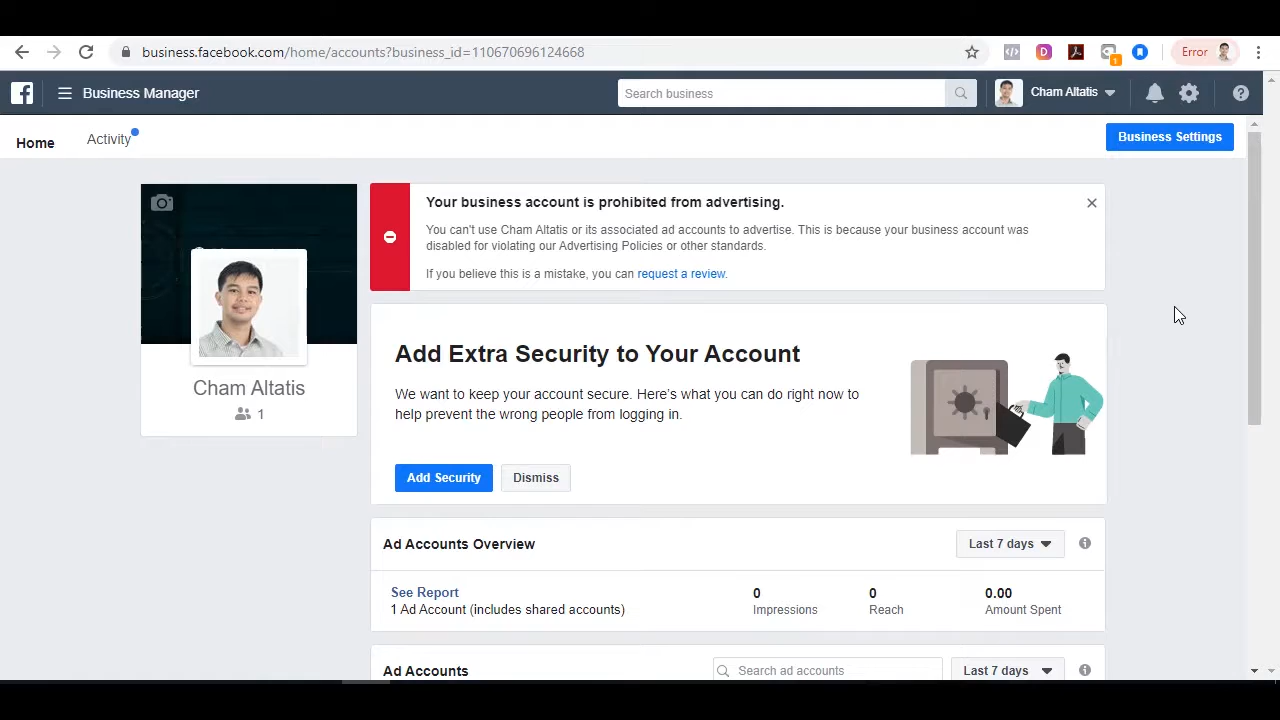 business.facebook.com/home/accounts?business_id=110670696124668
D
1
Error
Business Manager
Search business
Cham Altatis
Home
Activity
Business Settings
Your business account is prohibited from advertising.
You can't use Cham Altatis or its associated ad accounts to advertise. This is because your business account was
disabled for violating our Advertising Policies or other standards.
If you believe this is a mistake, you can request a review.
Cham Altatis
1
Add Extra Security to Your Account
We want to keep your account secure. Here's what you can do right now to
help prevent the wrong people from logging in.
Add Security
Dismiss
Ad Accounts Overview
Last 7 days
See Report
1 Ad Account (includes shared accounts)
0
Impressions
0
Reach
0.00
Amount Spent
Ad Accounts
Search ad accounts
Last 7 days